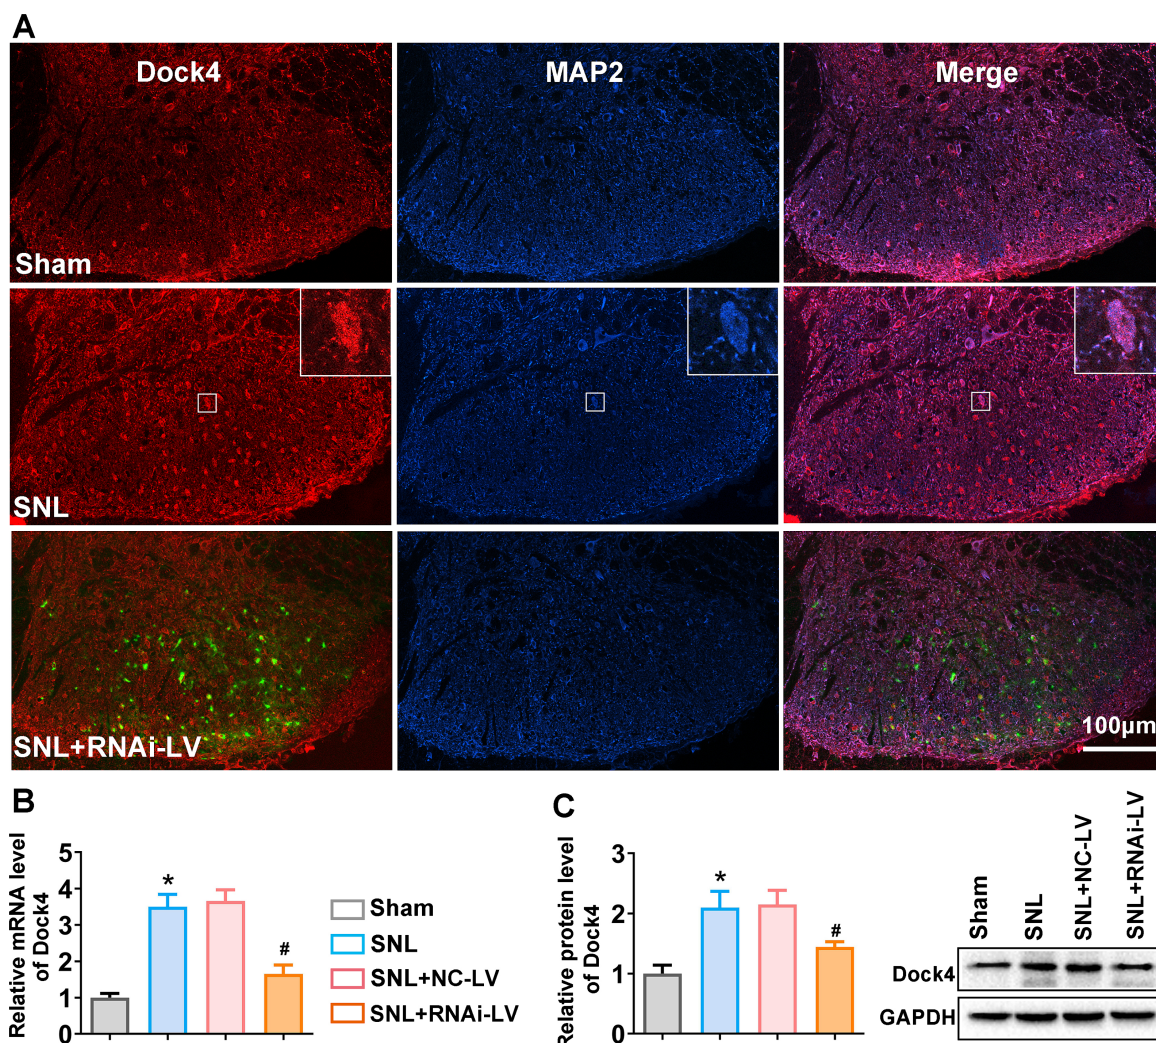 A
Dock4
MAP2
Merge
Sham
SNL
SNL+RNAi-LV
100µm
B
Relative mRNA level
of Dock4
5
4
3
2
1
0
*
#
Sham
SNL
SNL+NC-LV
SNL+RNAi-LV
C
Relative protein level
of Dock4
3
2
1
0
*
#
Sham
SNL
SNL+NC-LV
SNL+RNAi-LV
Dock4
GAPDH